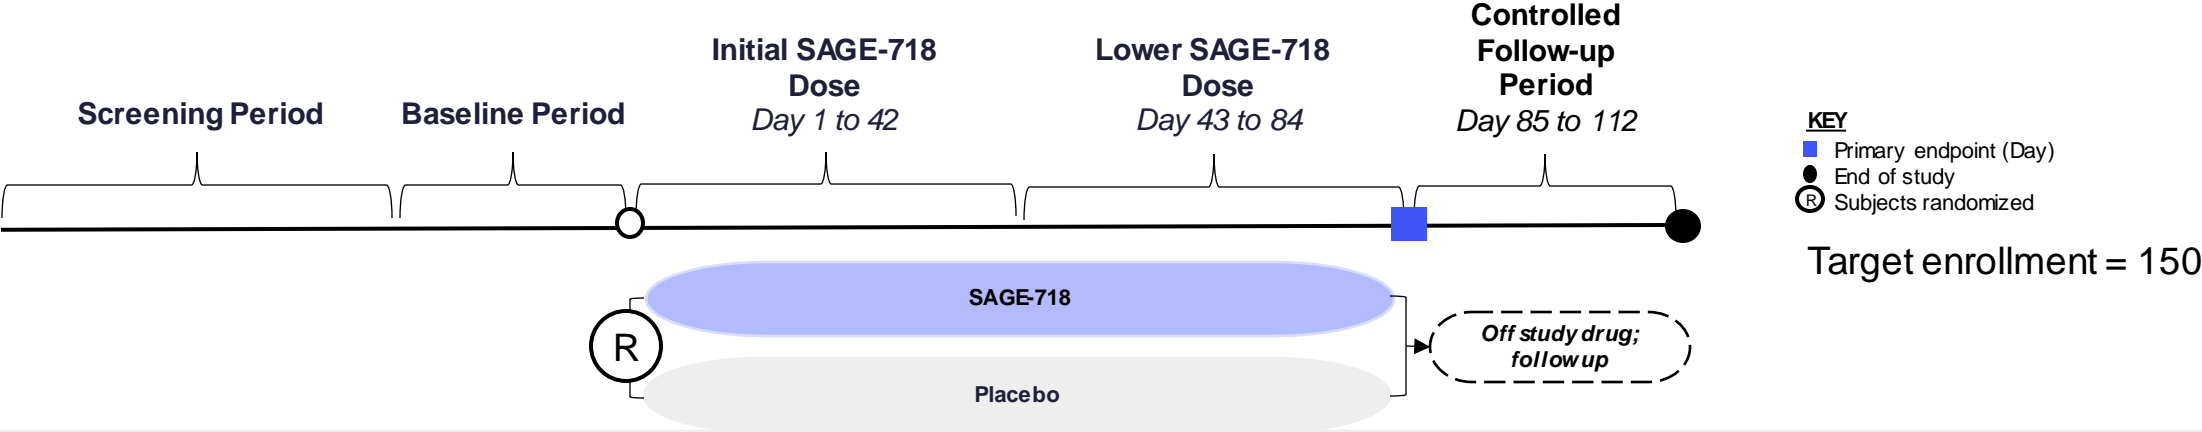 Screening Period
Baseline Period
Initial SAGE-718
Dose
Day 1 to 42
Lower SAGE-718
Dose
Day 43 to 84
Controlled
Follow-up
Period
Day 85 to 112
KEY
Primary endpoint (Day)
End of study
R Subjects randomized
Target enrollment = 150
SAGE-718
R
Placebo
Off study drug;
follow up